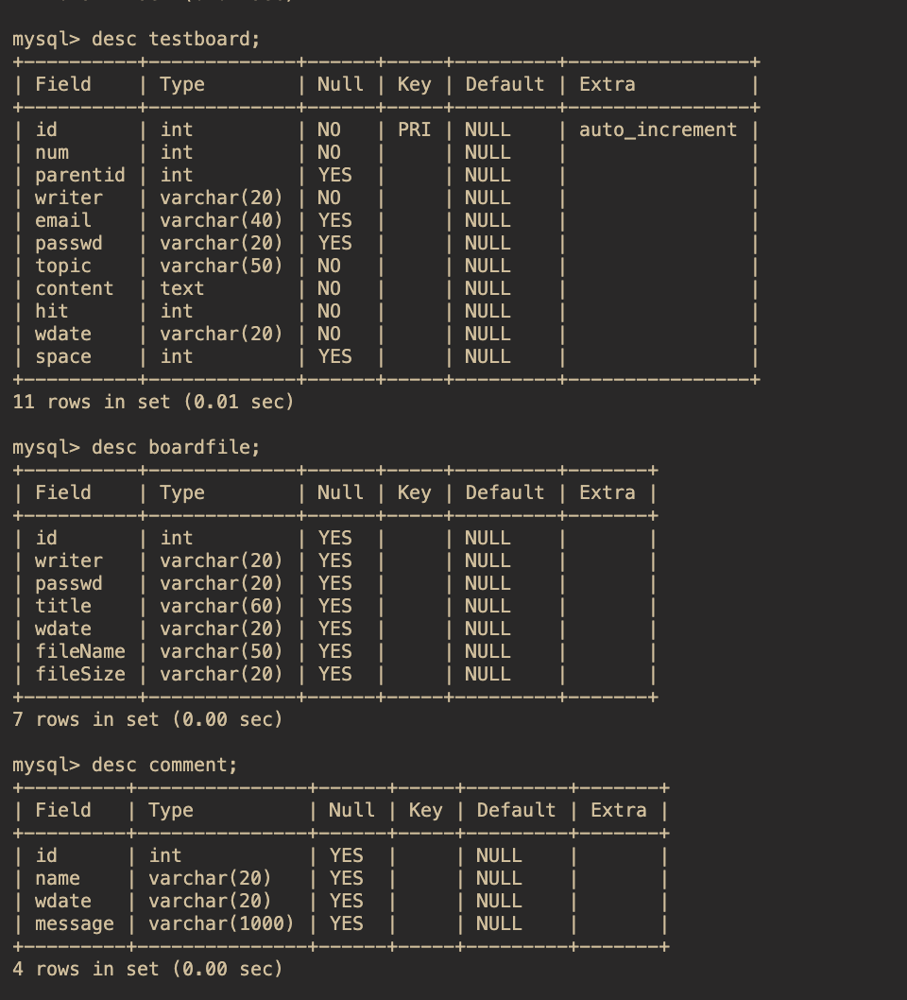 mysql> desc testboard;
+----------+-------------+------+-----+---------+----------------+
| Field    | Type        | Null | Key | Default | Extra          |
+----------+-------------+------+-----+---------+----------------+
| id       | int         | NO   | PRI | NULL    | auto_increment |
| num      | int         | NO   |     | NULL    |                |
| parentid | int         | YES  |     | NULL    |                |
| writer   | varchar(20) | NO   |     | NULL    |                |
| email    | varchar(40) | YES  |     | NULL    |                |
| passwd   | varchar(20) | YES  |     | NULL    |                |
| topic    | varchar(50) | NO   |     | NULL    |                |
| content  | text        | NO   |     | NULL    |                |
| hit      | int         | NO   |     | NULL    |                |
| wdate    | varchar(20) | NO   |     | NULL    |                |
| space    | int         | YES  |     | NULL    |                |
+----------+-------------+------+-----+---------+----------------+
11 rows in set (0.01 sec)

mysql> desc boardfile;
+----------+-------------+------+-----+---------+-------+
| Field    | Type        | Null | Key | Default | Extra |
+----------+-------------+------+-----+---------+-------+
| id       | int         | YES  |     | NULL    |       |
| writer   | varchar(20) | YES  |     | NULL    |       |
| passwd   | varchar(20) | YES  |     | NULL    |       |
| title    | varchar(60) | YES  |     | NULL    |       |
| wdate    | varchar(20) | YES  |     | NULL    |       |
| fileName | varchar(50) | YES  |     | NULL    |       |
| fileSize | varchar(20) | YES  |     | NULL    |       |
+----------+-------------+------+-----+---------+-------+
7 rows in set (0.00 sec)

mysql> desc comment;
+---------+---------------+------+-----+---------+-------+
| Field   | Type          | Null | Key | Default | Extra |
+---------+---------------+------+-----+---------+-------+
| id      | int           | YES  |     | NULL    |       |
| name    | varchar(20)   | YES  |     | NULL    |       |
| wdate   | varchar(20)   | YES  |     | NULL    |       |
| message | varchar(1000) | YES  |     | NULL    |       |
+---------+---------------+------+-----+---------+-------+
4 rows in set (0.00 sec)